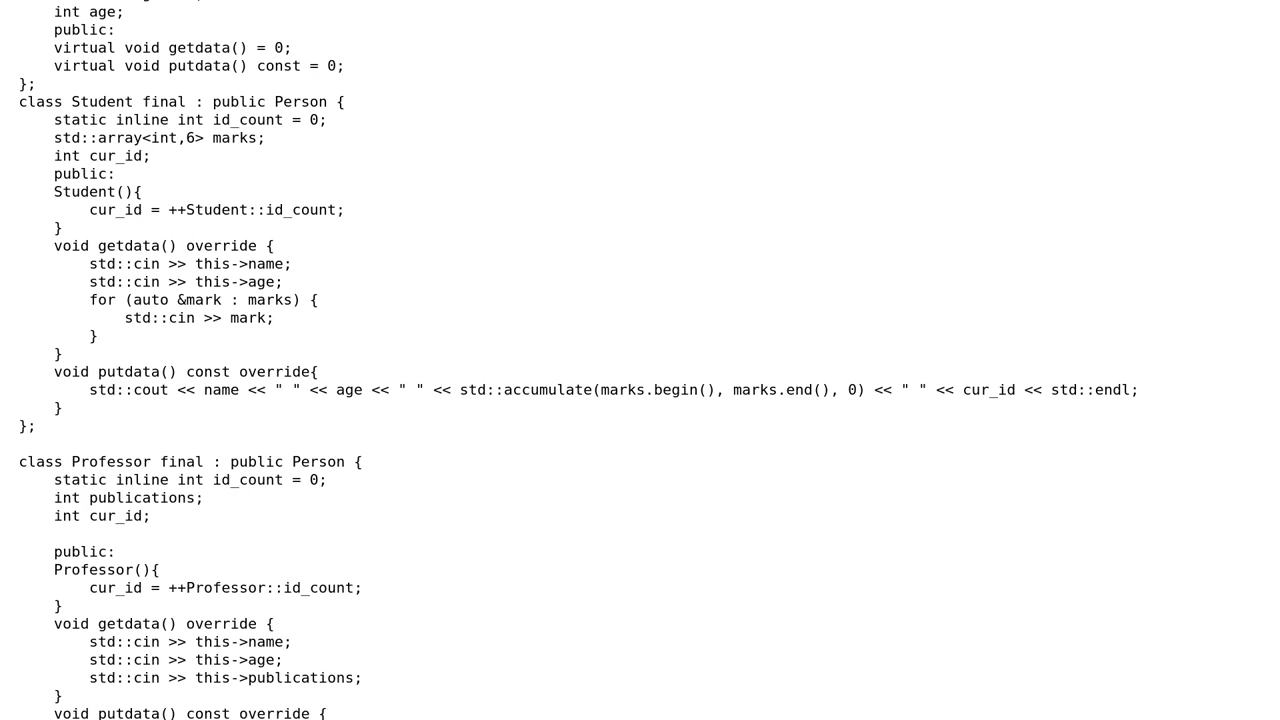 int age;
    public:
    virtual void getdata() = 0;
    virtual void putdata() const = 0;
};
class Student final : public Person {
    static inline int id_count = 0;
    std::array<int,6> marks;
    int cur_id;
    public:
    Student(){
        cur_id = ++Student::id_count;
    }
    void getdata() override {
        std::cin >> this->name;
        std::cin >> this->age;
        for (auto &mark : marks) {
            std::cin >> mark;
        }
    }
    void putdata() const override{
        std::cout << name << " " << age << " " << std::accumulate(marks.begin(), marks.end(), 0) << " " << cur_id << std::endl;
    }
};

class Professor final : public Person {
    static inline int id_count = 0;
    int publications;
    int cur_id;

    public:
    Professor(){
        cur_id = ++Professor::id_count;
    }
    void getdata() override {
        std::cin >> this->name;
        std::cin >> this->age;
        std::cin >> this->publications;
    }
    void putdata() const override {